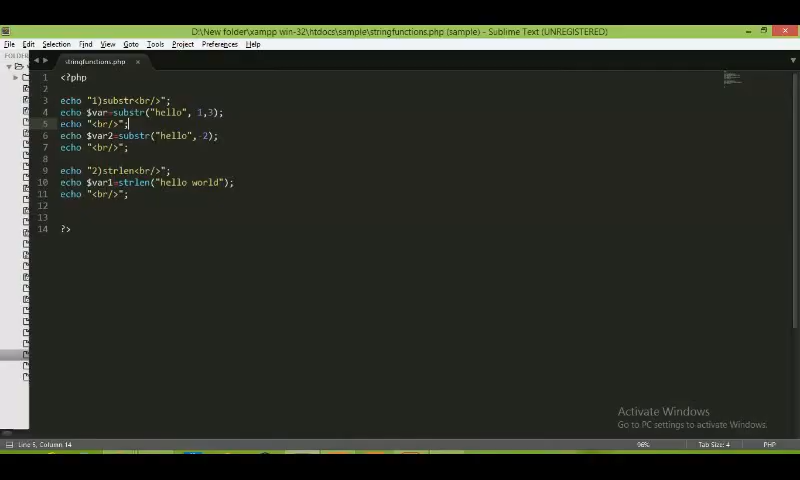 D:\New folder\xampp win-32\htdocs\sample\stringfunctions.php (sample) - Sublime Text (UNREGISTERED)
File Edit Selection Find View Goto Tools Project Preferences Help
stringfunctions.php
1 <?php
2
3 echo "1)substr<br/>";
4 echo $var=substr("hello", 1,3);
5 echo "<br/>";
6 echo $var2=substr("hello",-2);
7 echo "<br/>";
8
9 echo "2)strlen<br/>";
10 echo $var1=strlen("hello world");
11 echo "<br/>";
12
13
14 ?>
Activate Windows
Go to PC settings to activate Windows.
Line 5, Column 14 96% Tab Size: 4 PHP